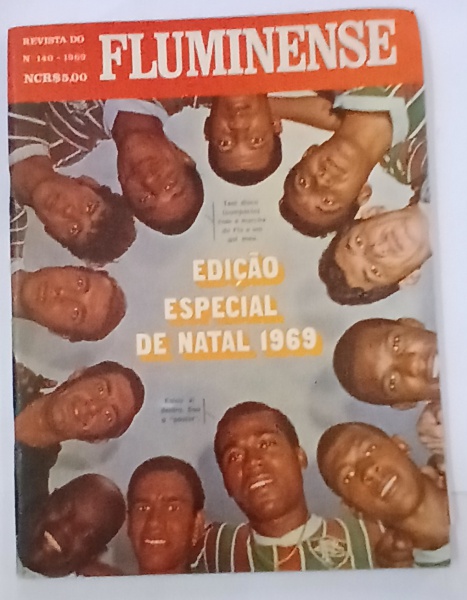 REVISTA DO
N 140 - 1969
NCR$5,00
FLUMINENSE
EDIÇÃO
ESPECIAL
DE NATAL 1969